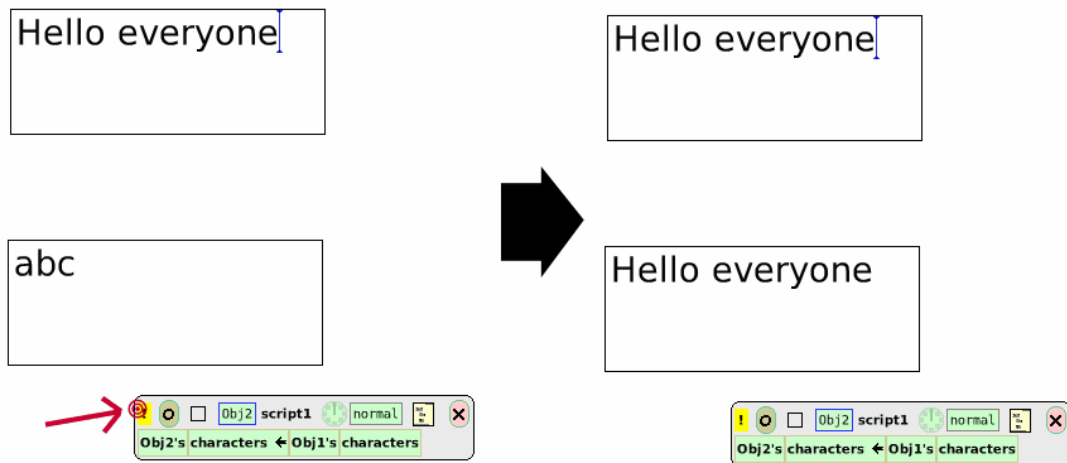 Hello everyone
abc
! Obj2 script1 normal
Obj2's characters ← Obj1's characters
Hello everyone
Hello everyone
! Obj2 script1 normal
Obj2's characters ← Obj1's characters